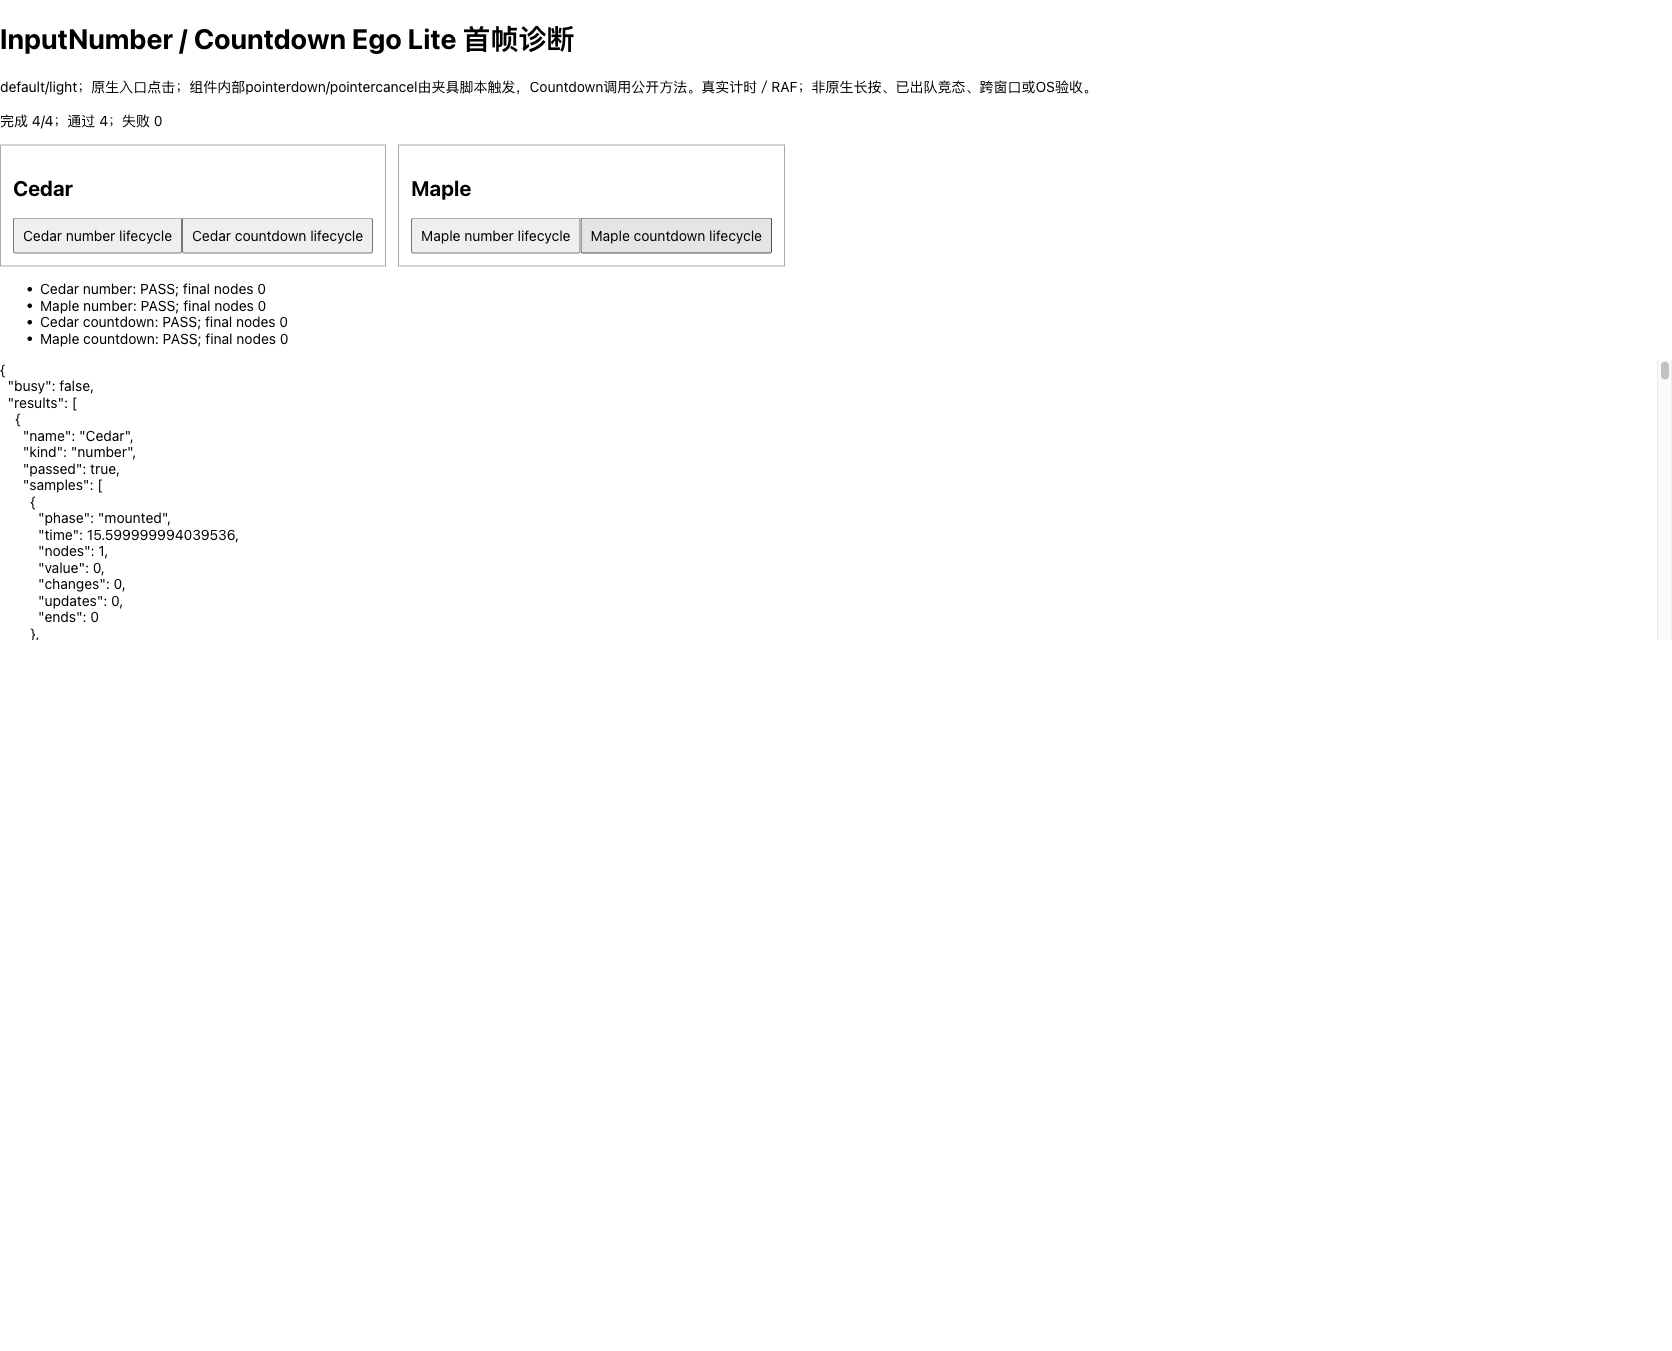 InputNumber / Countdown Ego Lite 首帧诊断
default/light；原生入口点击；组件内部pointerdown/pointercancel由夹具脚本触发，Countdown调用公开方法。真实计时 / RAF；非原生长按、已出队竞态、跨窗口或OS验收。
完成 4/4；通过 4；失败 0
Cedar
Cedar number lifecycle
Cedar countdown lifecycle
Maple
Maple number lifecycle
Maple countdown lifecycle
• Cedar number: PASS; final nodes 0
• Maple number: PASS; final nodes 0
• Cedar countdown: PASS; final nodes 0
• Maple countdown: PASS; final nodes 0
{
"busy": false,
"results": [
{
"name": "Cedar",
"kind": "number",
"passed": true,
"samples": [
{
"phase": "mounted",
"time": 15.599999994039536,
"nodes": 1,
"value": 0,
"changes": 0,
"updates": 0,
"ends": 0
},